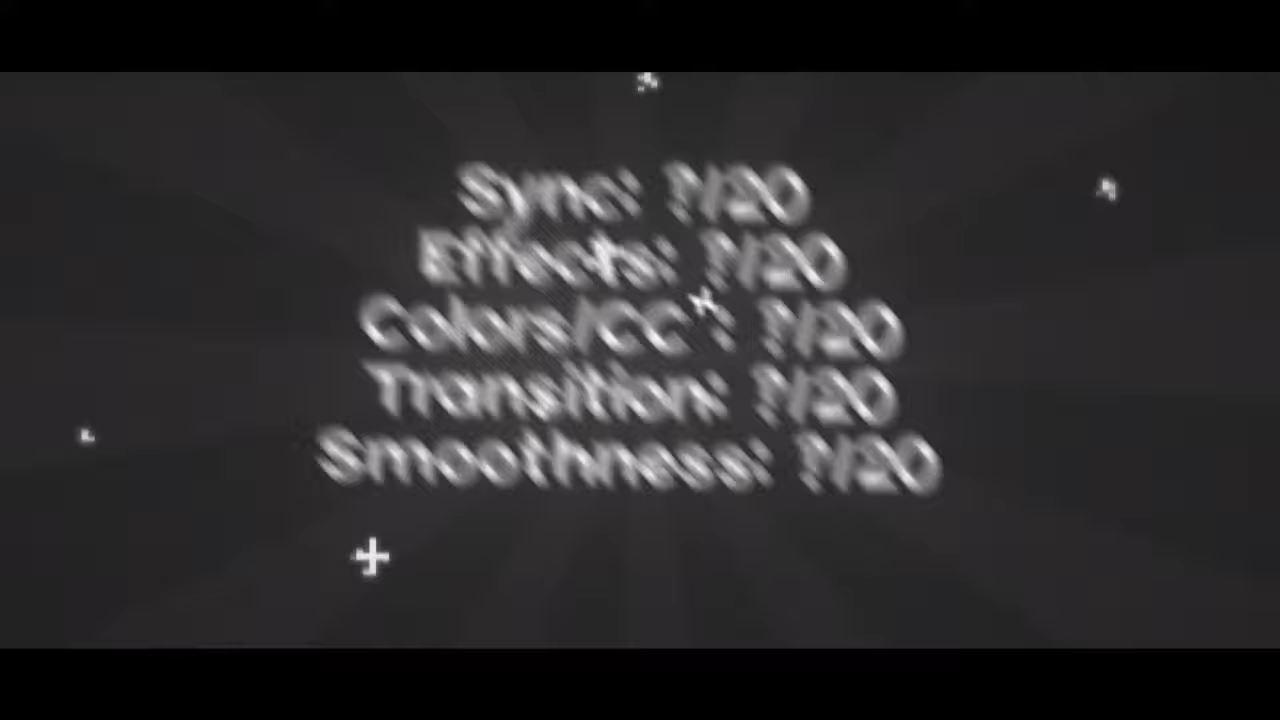 Sync: ?/20
Effects: ?/20
Colors/CC : ?/20
Transition: ?/20
Smoothness: ?/20